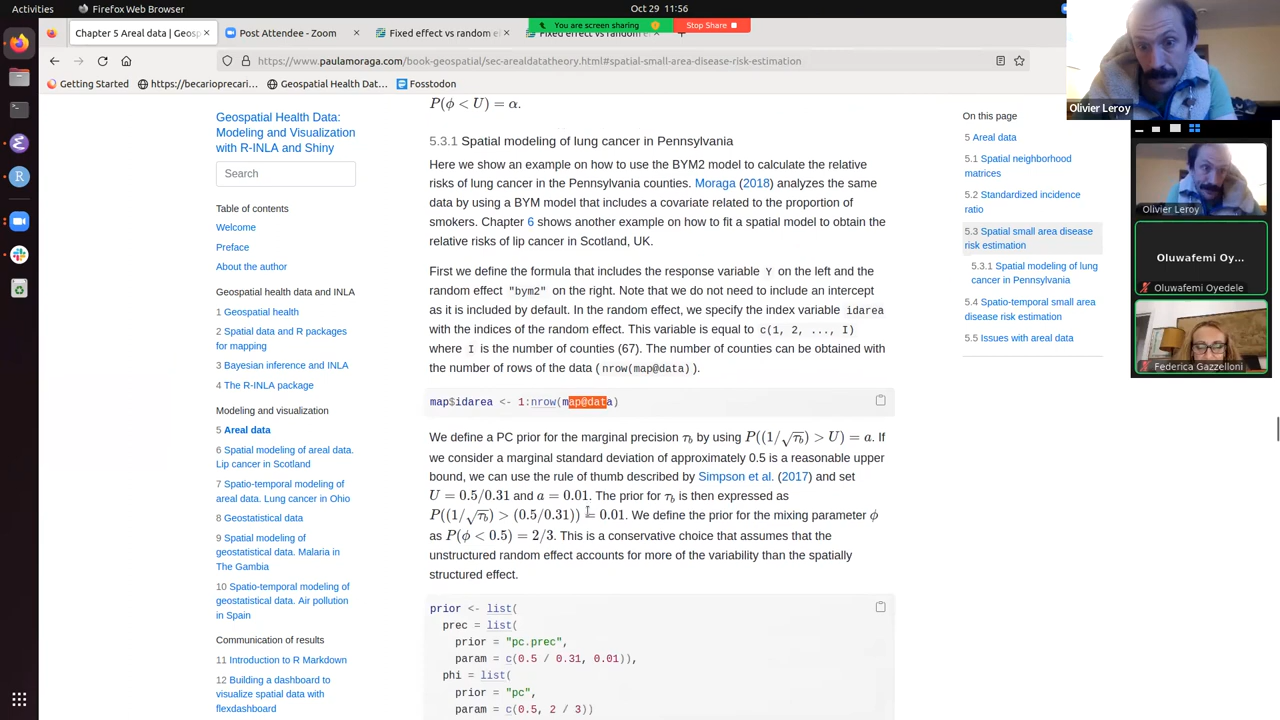 Activities
Firefox Web Browser
Oct 29 11:56
You are screen sharing
Stop Share
Chapter 5 Areal data | Geosp
Post Attendee - Zoom
Fixed effect vs random e
Fixed effect vs random
https://www.paulamoraga.com/book-geospatial/sec-arealdatatheory.html#spatial-small-area-disease-risk-estimation
Getting Started
https://becarioprecari...
Geospatial Health Dat...
Fosstodon
Olivier Leroy
Olivier Leroy
Oluwafemi Oy...
Oluwafemi Oyedele
Federica Gazzelloni
Geospatial Health Data:
Modeling and Visualization
with R-INLA and Shiny
Search
Table of contents
Welcome
Preface
About the author
Geospatial health data and INLA
1 Geospatial health
2 Spatial data and R packages
for mapping
3 Bayesian inference and INLA
4 The R-INLA package
Modeling and visualization
5 Areal data
6 Spatial modeling of areal data.
Lip cancer in Scotland
7 Spatio-temporal modeling of
areal data. Lung cancer in Ohio
8 Geostatistical data
9 Spatial modeling of
geostatistical data. Malaria in
The Gambia
10 Spatio-temporal modeling of
geostatistical data. Air pollution
in Spain
Communication of results
11 Introduction to R Markdown
12 Building a dashboard to
visualize spatial data with
flexdashboard
P(ϕ < U) = α.
5.3.1 Spatial modeling of lung cancer in Pennsylvania
Here we show an example on how to use the BYM2 model to calculate the relative
risks of lung cancer in the Pennsylvania counties. Moraga (2018) analyzes the same
data by using a BYM model that includes a covariate related to the proportion of
smokers. Chapter 6 shows another example on how to fit a spatial model to obtain the
relative risks of lip cancer in Scotland, UK.
First we define the formula that includes the response variable Y on the left and the
random effect "bym2" on the right. Note that we do not need to include an intercept
as it is included by default. In the random effect, we specify the index variable idarea
with the indices of the random effect. This variable is equal to c(1, 2, ..., I)
where I is the number of counties (67). The number of counties can be obtained with
the number of rows of the data ( nrow(map@data) ).
map$idarea <- 1:nrow(map@data)
We define a PC prior for the marginal precision τb by using P((1/√τb) > U) = a. If
we consider a marginal standard deviation of approximately 0.5 is a reasonable upper
bound, we can use the rule of thumb described by Simpson et al. (2017) and set
U = 0.5/0.31 and a = 0.01. The prior for τb is then expressed as
P((1/√τb) > (0.5/0.31)) = 0.01. We define the prior for the mixing parameter ϕ
as P(ϕ < 0.5) = 2/3. This is a conservative choice that assumes that the
unstructured random effect accounts for more of the variability than the spatially
structured effect.
prior <- list(
prec = list(
prior = "pc.prec",
param = c(0.5 / 0.31, 0.01)),
phi = list(
prior = "pc",
param = c(0.5, 2 / 3))
On this page
5 Areal data
5.1 Spatial neighborhood
matrices
5.2 Standardized incidence
ratio
5.3 Spatial small area disease
risk estimation
5.3.1 Spatial modeling of lung
cancer in Pennsylvania
5.4 Spatio-temporal small area
disease risk estimation
5.5 Issues with areal data